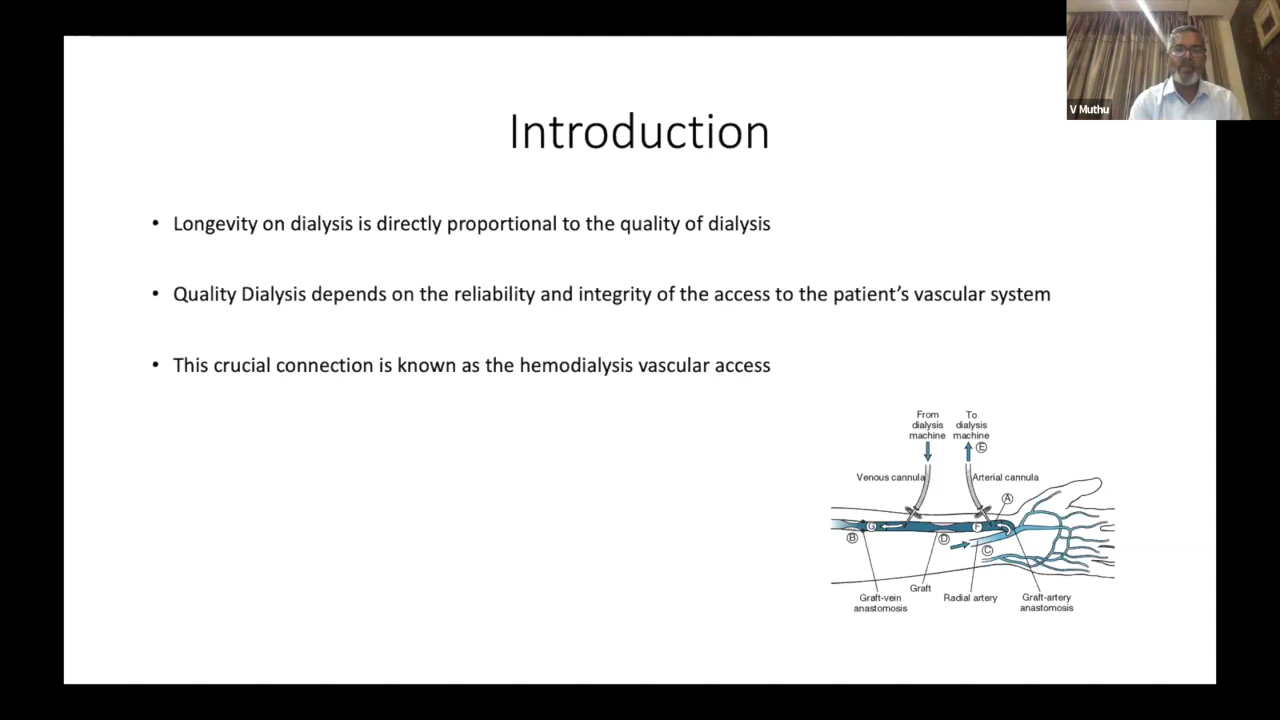 V Muthu
Introduction
• Longevity on dialysis is directly proportional to the quality of dialysis
• Quality Dialysis depends on the reliability and integrity of the access to the patient’s vascular system
• This crucial connection is known as the hemodialysis vascular access
From
dialysis
machine
To
dialysis
machine
E
Venous cannula
Arterial cannula
A
G
F
B
D
C
Graft-vein
anastomosis
Graft
Radial artery
Graft-artery
anastomosis